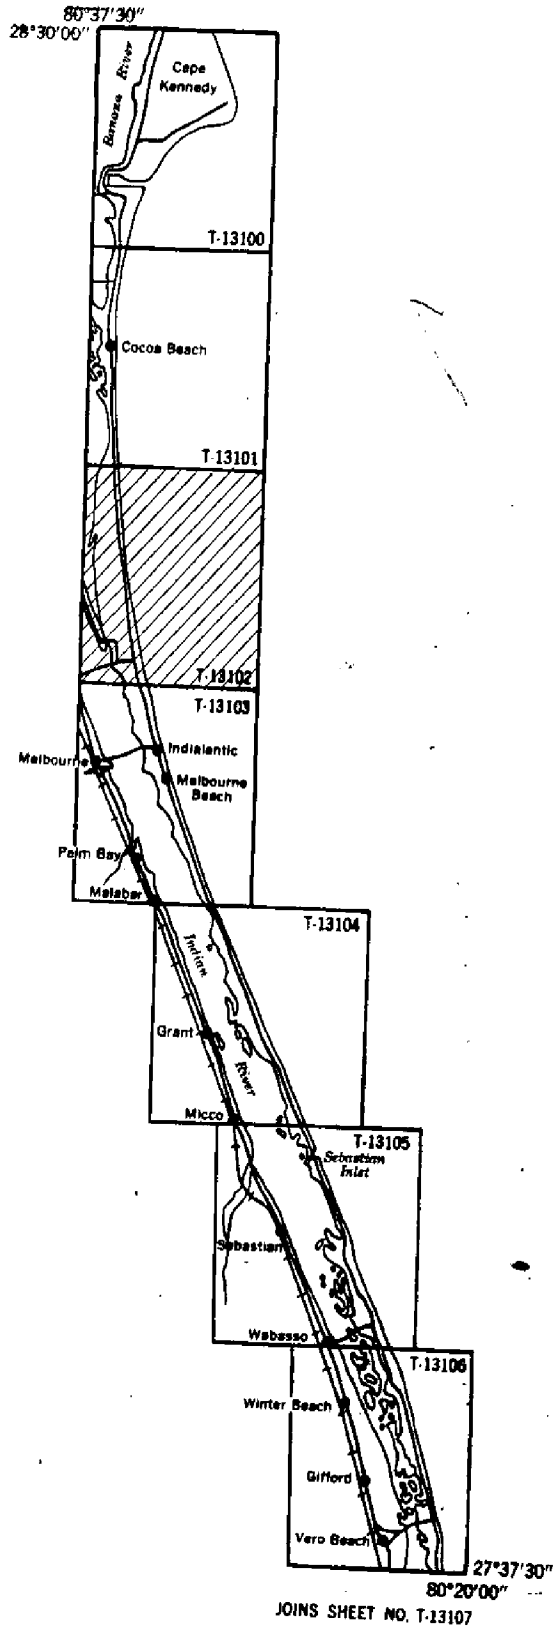 80°37'30"
28°30'00"
Banana River
Cape
Kennedy
T-13100
Cocoa Beach
T-13101
T-13102
T-13103
Indialantic
Melbourne
Melbourne
Beach
Palm Bay
Malabar
T-13104
Indian
Grant
River
Micco
T-13105
Sebastian
Inlet
Sebastian
Wabasso
T-13106
Winter Beach
Gifford
Vero Beach
27°37'30"
80°20'00"
JOINS SHEET NO. T-13107